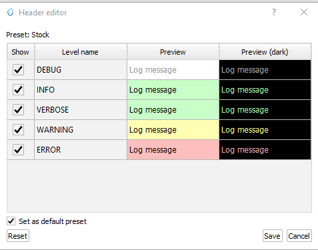 Header editor
Preset: Stock
Show Level name Preview Preview (dark)
DEBUG Log message Log message
INFO Log message Log message
VERBOSE Log message Log message
WARNING Log message Log message
ERROR Log message Log message
Set as default preset
Reset Save Cancel